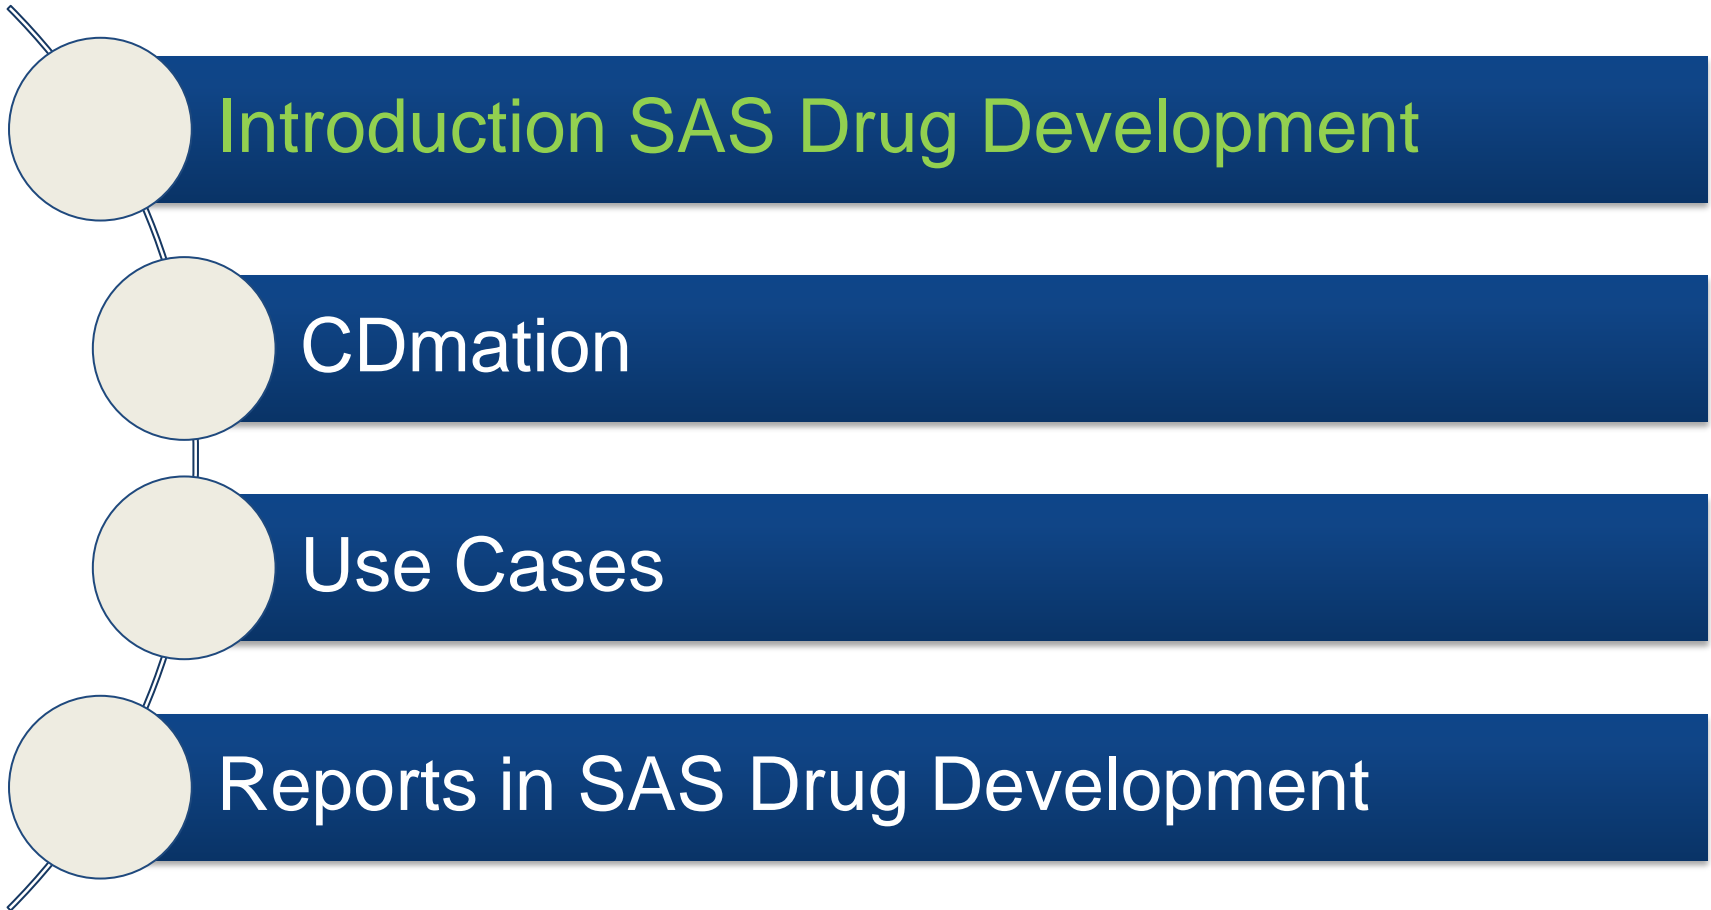 Introduction SAS Drug Development
CDmation
Use Cases
Reports in SAS Drug Development